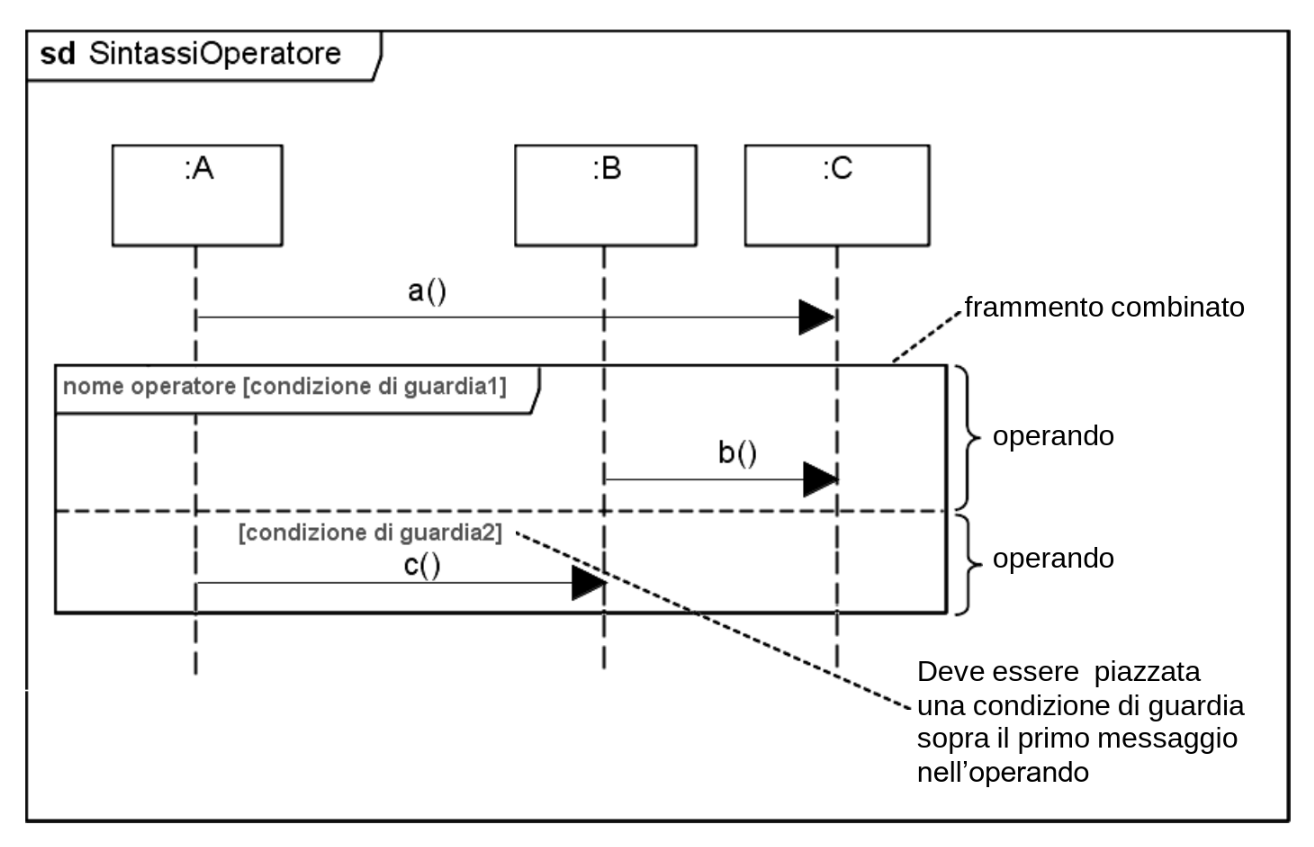 sd SintassiOperatore
:A
:B
:C
a()
frammento combinato
nome operatore [condizione di guardia1]
operando
b()
[condizione di guardia2]
operando
c()
Deve essere piazzata
una condizione di guardia
sopra il primo messaggio
nell’operando